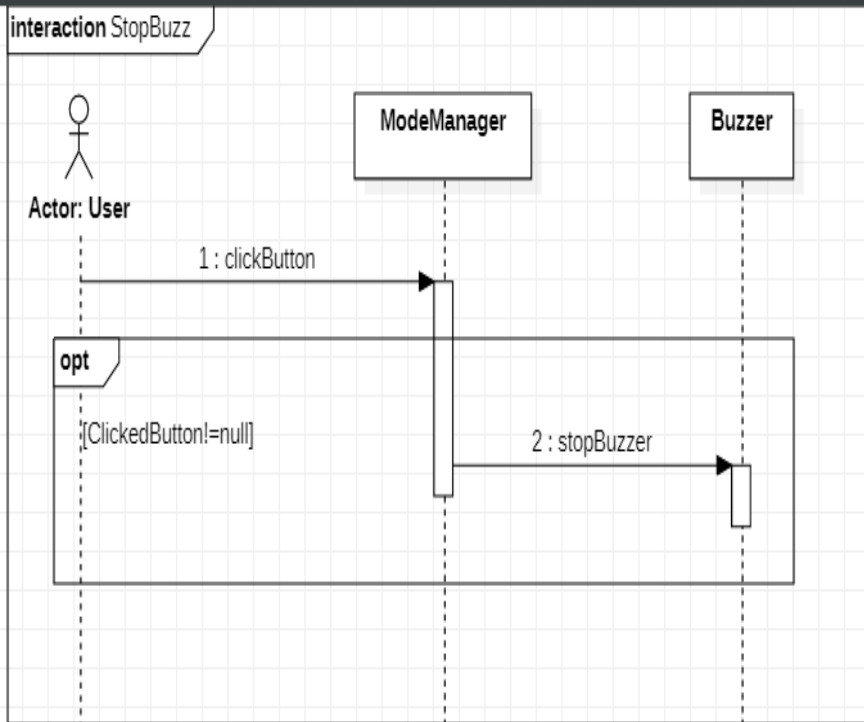 interaction StopBuzz
ModeManager
Buzzer
Actor: User
1 : clickButton
opt
[ClickedButton!=null]
2 : stopBuzzer